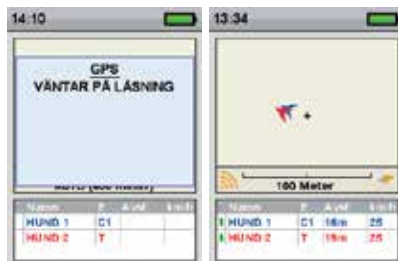 14:10
GPS
VÄNTAR PÅ LÅSNING
Namn
HUND 1 C1
HUND 2 T
13:34
160 Meter
Namn
HUND 1 C1 16m 25
HUND 2 T 15m 25